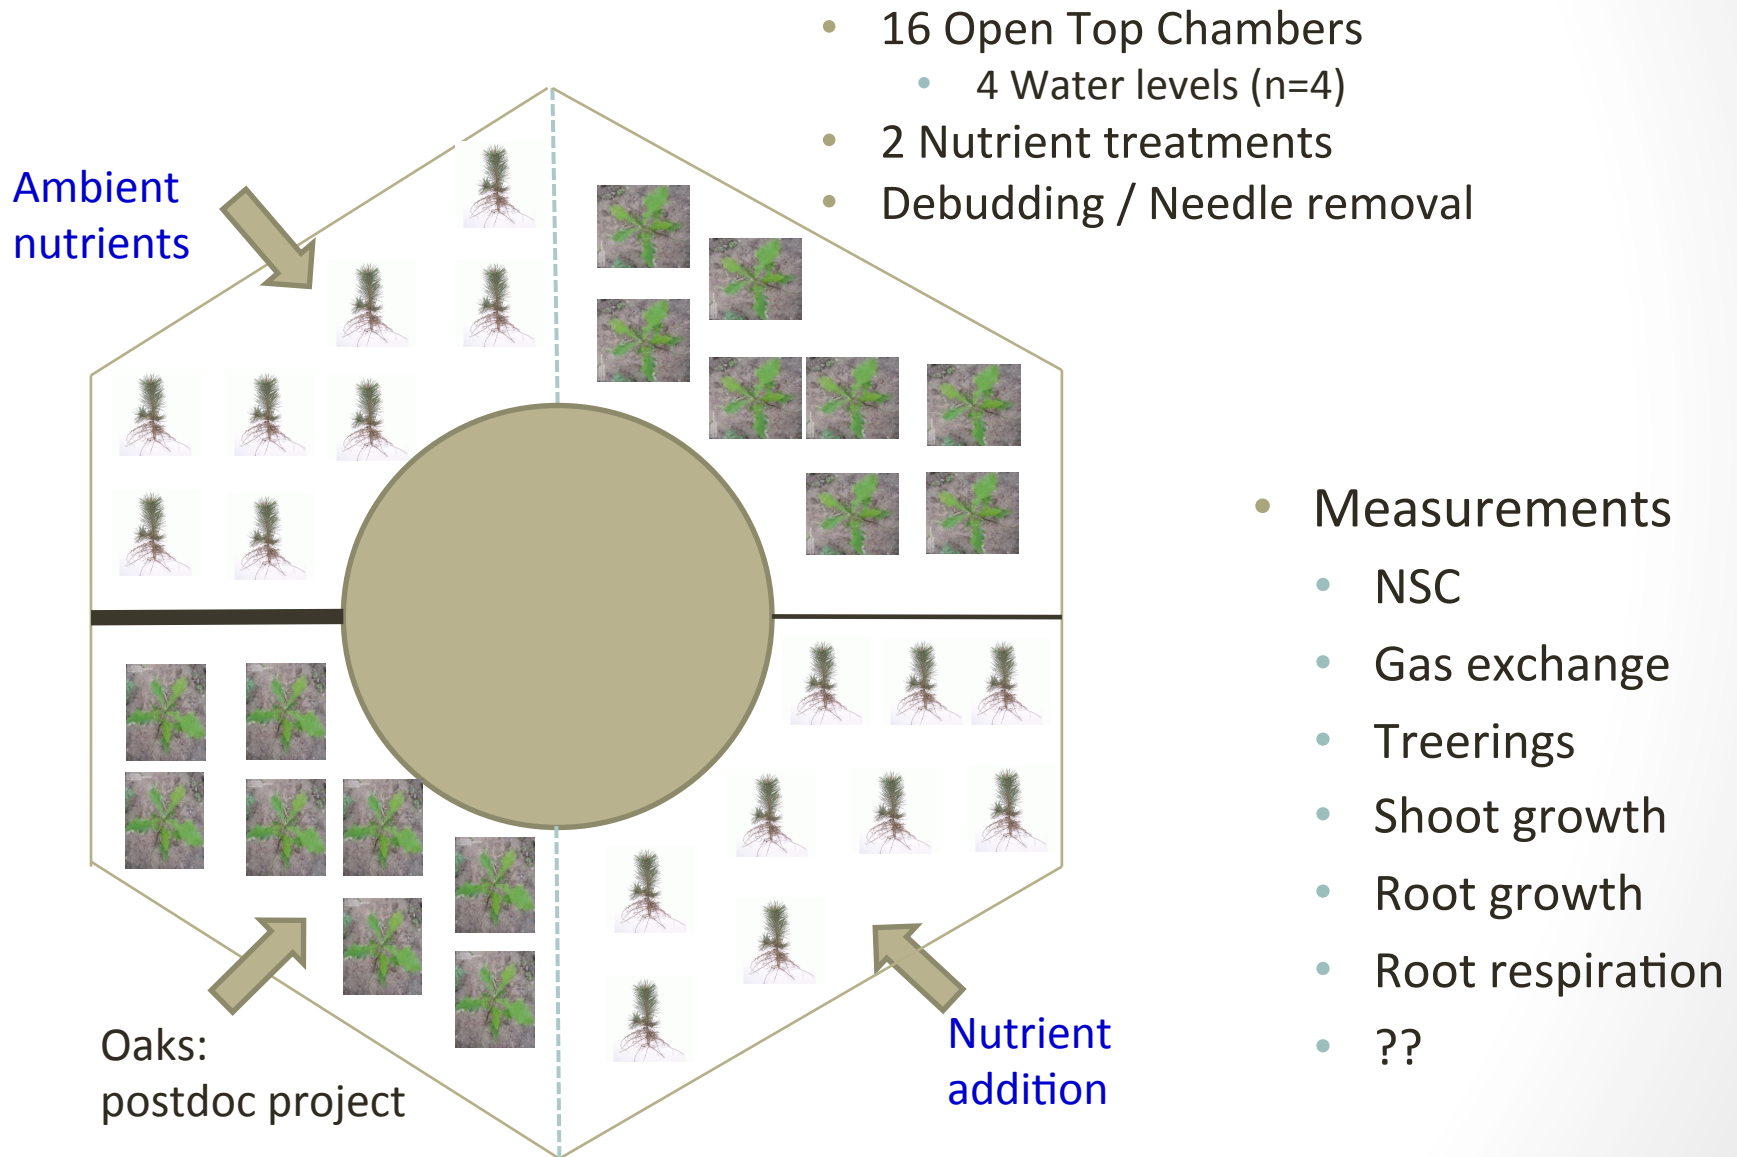 16 Open Top Chambers
4 Water levels (n=4)
2 Nutrient treatments
Debudding / Needle removal
Ambient
nutrients
Measurements
NSC
Gas exchange
Treerings
Shoot growth
Root growth
Root respiration
??
Oaks:
postdoc project
Nutrient
addition